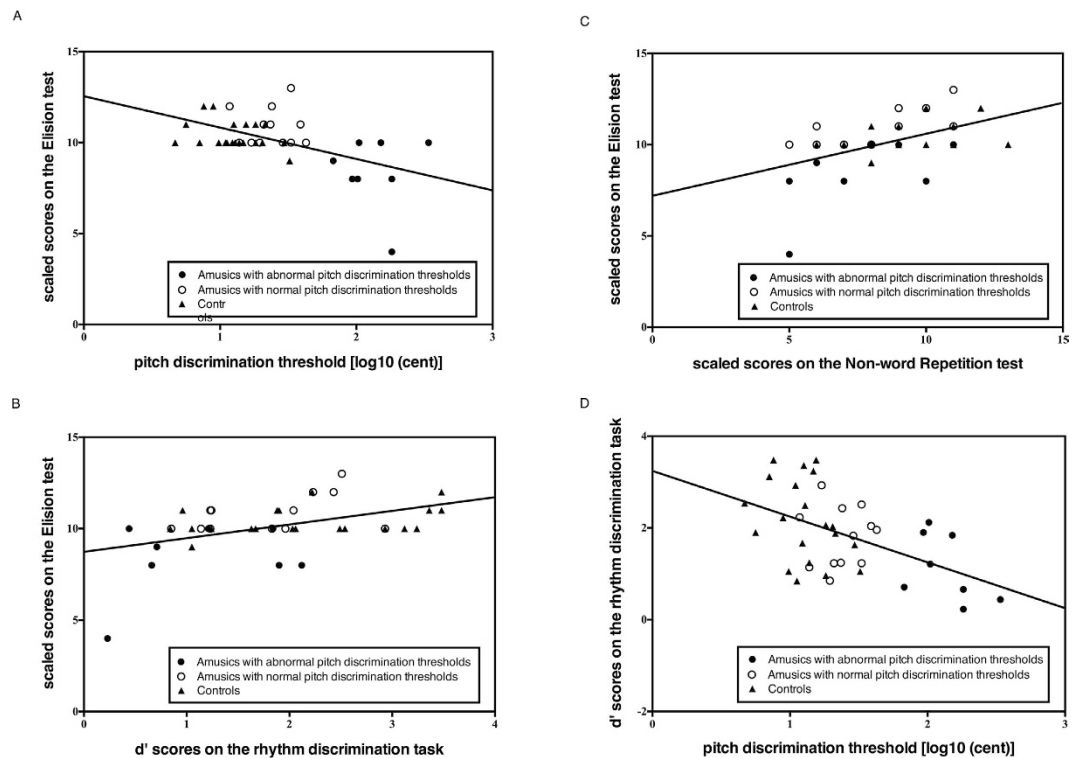 A
scaled scores on the Elision test
15
10
5
0
Amusics with abnormal pitch discrimination thresholds
Amusics with normal pitch discrimination thresholds
Contr
ols
0 1 2 3
pitch discrimination threshold [log10 (cent)]
B
scaled scores on the Elision test
15
10
5
0
Amusics with abnormal pitch discrimination thresholds
Amusics with normal pitch discrimination thresholds
Controls
0 1 2 3 4
d' scores on the rhythm discrimination task
C
scaled scores on the Elision test
15
10
5
0
Amusics with abnormal pitch discrimination thresholds
Amusics with normal pitch discrimination thresholds
Controls
0 5 10 15
scaled scores on the Non-word Repetition test
D
d' scores on the rhythm discrimination task
4
2
0
-2
Amusics with abnormal pitch discrimination thresholds
Amusics with normal pitch discrimination thresholds
Controls
0 1 2 3
pitch discrimination threshold [log10 (cent)]